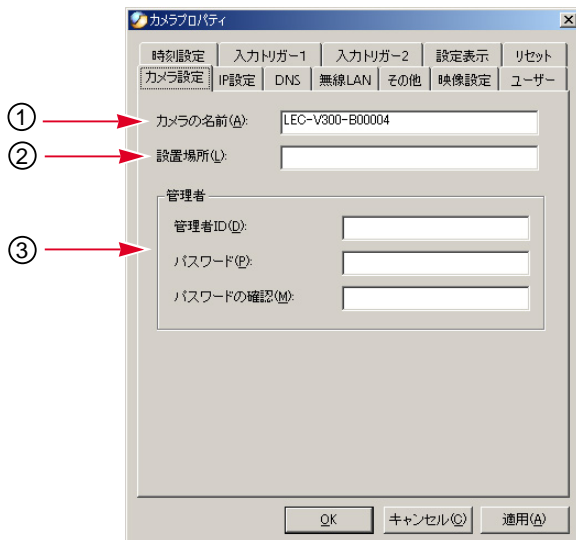 カメラプロパティ
時刻設定 入力トリガー1 入力トリガー2 設定表示 リセット
カメラ設定 IP設定 DNS 無線LAN その他 映像設定 ユーザー
① カメラの名前(A): LEC-V300-B00004
② 設置場所(L):
管理者
管理者ID(D):
③ パスワード(P):
パスワードの確認(M):
OK キャンセル(C) 適用(A)